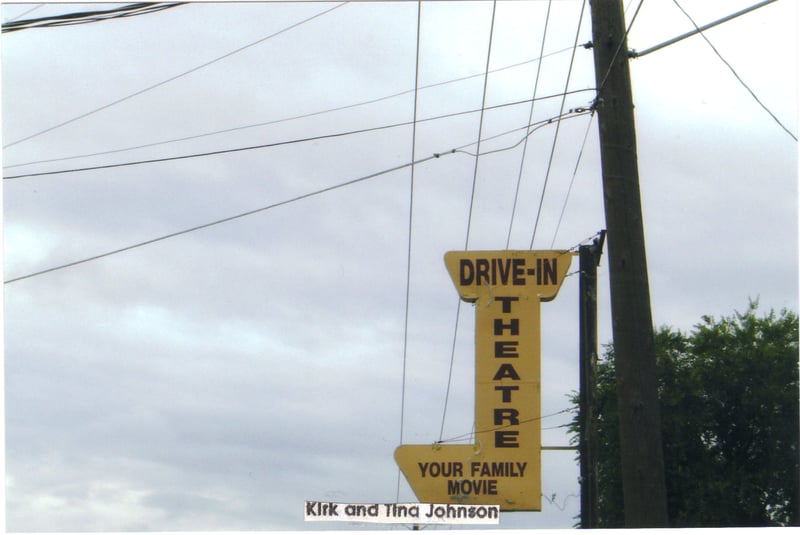 DRIVE-IN
THEATRE
YOUR FAMILY
MOVIE
Kirk and Tina Johnson